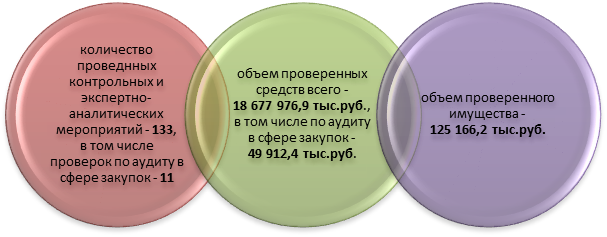 количество
проведнных
контрольных и
экспертно-
аналитических
мероприятий - 133,
в том числе
проверок по аудиту в
сфере закупок - 11
объем проверенных
средств всего -
18 677 976,9 тыс.руб.,
в том числе по аудиту
в сфере закупок -
49 912,4 тыс.руб.
объем проверенного
имущества -
125 166,2 тыс.руб.